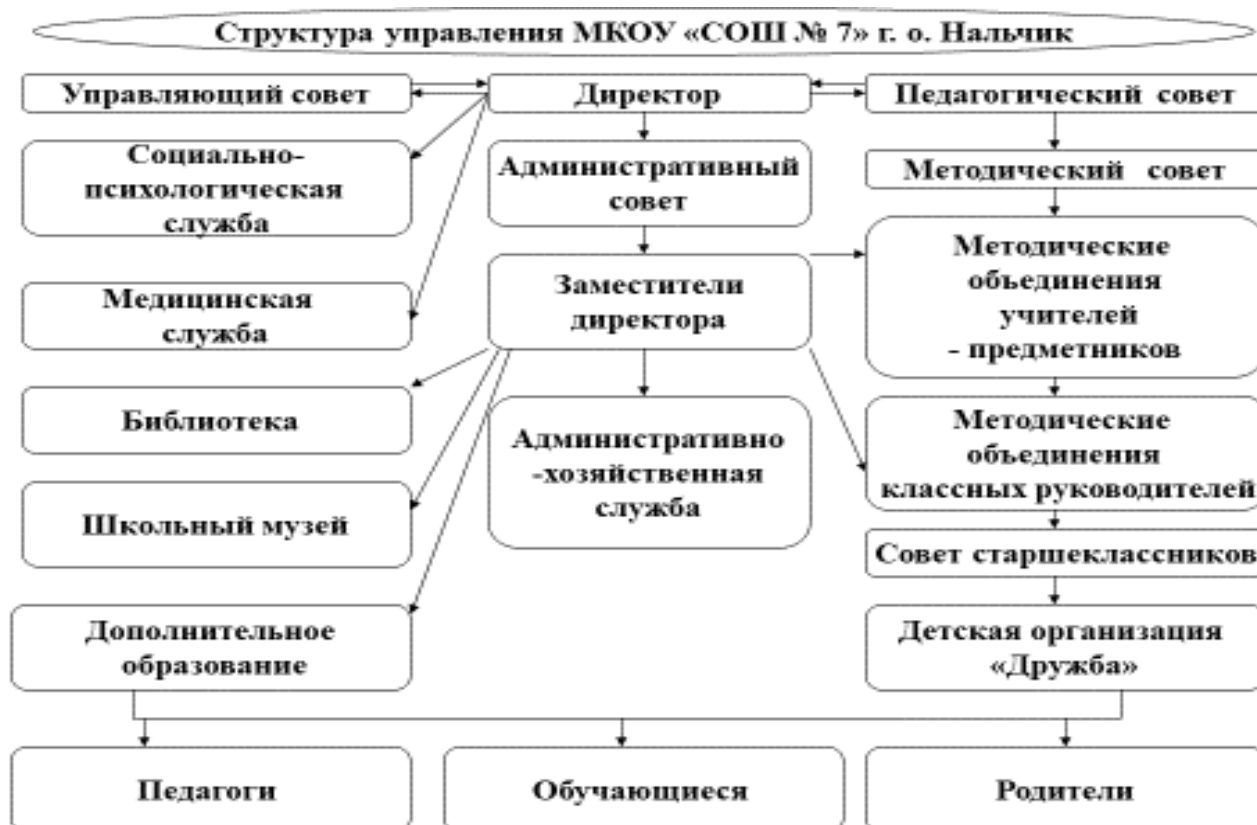 Структура управления МКОУ «СОШ № 7» г. о. Нальчик
Управляющий совет
Директор
Педагогический совет
Социально-
психологическая
служба
Административный
совет
Методический совет
Медицинская
служба
Заместители
директора
Методические
объединения
учителей
- предметников
Библиотека
Административно
-хозяйственная
служба
Методические
объединения
классных руководителей
Школьный музей
Совет старшеклассников
Дополнительное
образование
Детская организация
«Дружба»
Педагоги
Обучающиеся
Родители